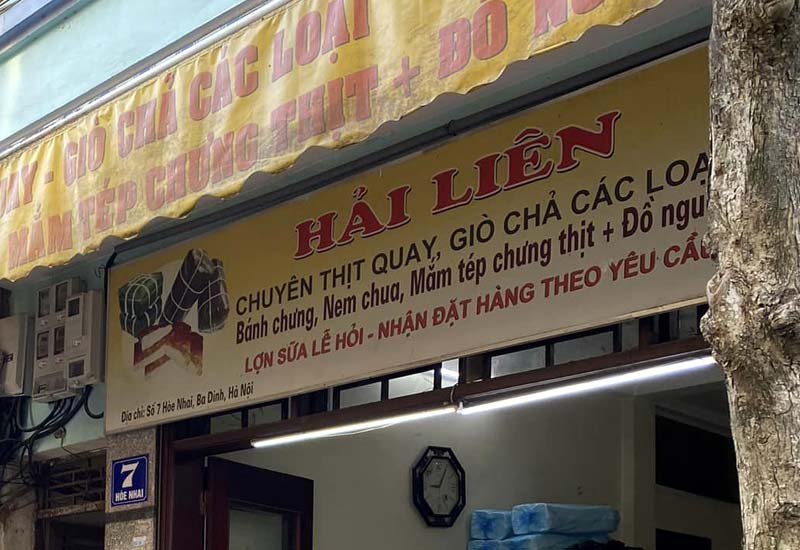 GIÒ CHẢ CÁC LOẠI
MẮM TÉP CHƯNG THỊT + ĐỒ
HẢI LIÊN
CHUYÊN THỊT QUAY, GIÒ CHẢ CÁC LOẠ
Bánh chưng, Nem chua, Mắm tép chưng thịt + Đồ ngu
LỢN SỮA LỄ HỎI - NHẬN ĐẶT HÀNG THEO YÊU CẦU
Địa chỉ: Số 7 Hòe Nhai, Ba Đình, Hà Nội
7
HÒE NHAI